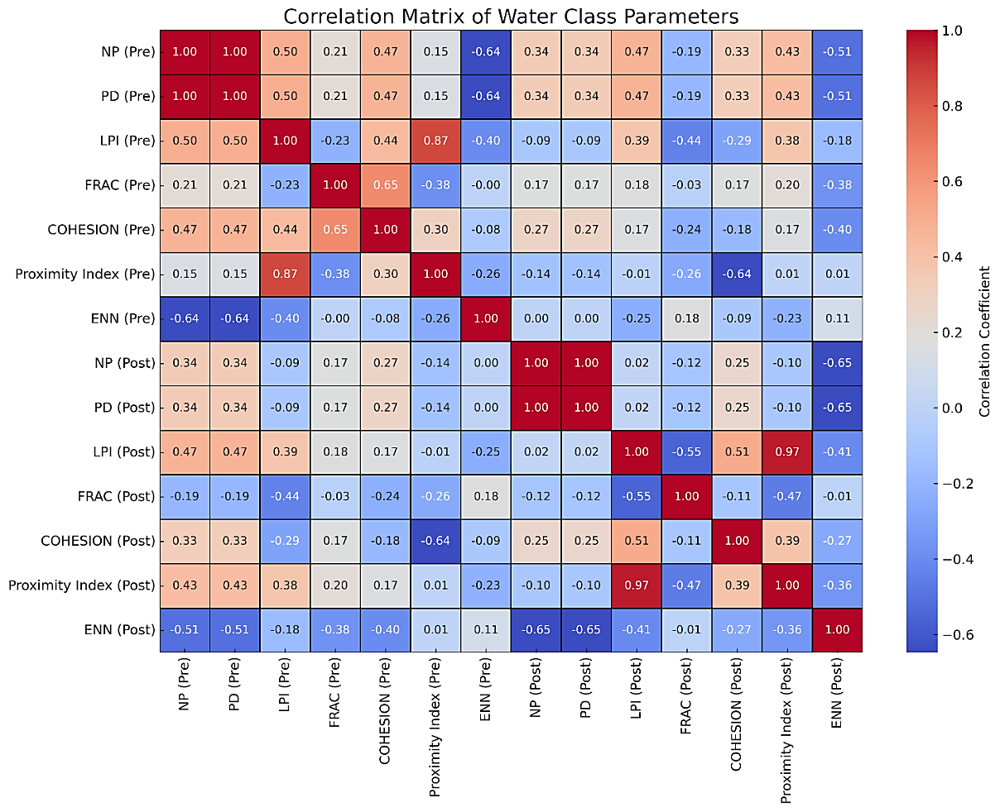 Correlation Matrix of Water Class Parameters
NP (Pre) 1.00 1.00 0.50 0.21 0.47 0.15 -0.64 0.34 0.34 0.47 -0.19 0.33 0.43 -0.51
PD (Pre) 1.00 1.00 0.50 0.21 0.47 0.15 -0.64 0.34 0.34 0.47 -0.19 0.33 0.43 -0.51
LPI (Pre) 0.50 0.50 1.00 -0.23 0.44 0.87 -0.40 -0.09 -0.09 0.39 -0.44 -0.29 0.38 -0.18
FRAC (Pre) 0.21 0.21 -0.23 1.00 0.65 -0.38 -0.00 0.17 0.17 0.18 -0.03 0.17 0.20 -0.38
COHESION (Pre) 0.47 0.47 0.44 0.65 1.00 0.30 -0.08 0.27 0.27 0.17 -0.24 -0.18 0.17 -0.40
Proximity Index (Pre) 0.15 0.15 0.87 -0.38 0.30 1.00 -0.26 -0.14 -0.14 -0.01 -0.26 -0.64 0.01 0.01
ENN (Pre) -0.64 -0.64 -0.40 -0.00 -0.08 -0.26 1.00 0.00 0.00 -0.25 0.18 -0.09 -0.23 0.11
NP (Post) 0.34 0.34 -0.09 0.17 0.27 -0.14 0.00 1.00 1.00 0.02 -0.12 0.25 -0.10 -0.65
PD (Post) 0.34 0.34 -0.09 0.17 0.27 -0.14 0.00 1.00 1.00 0.02 -0.12 0.25 -0.10 -0.65
LPI (Post) 0.47 0.47 0.39 0.18 0.17 -0.01 -0.25 0.02 0.02 1.00 -0.55 0.51 0.97 -0.41
FRAC (Post) -0.19 -0.19 -0.44 -0.03 -0.24 -0.26 0.18 -0.12 -0.12 -0.55 1.00 -0.11 -0.47 -0.01
COHESION (Post) 0.33 0.33 -0.29 0.17 -0.18 -0.64 -0.09 0.25 0.25 0.51 -0.11 1.00 0.39 -0.27
Proximity Index (Post) 0.43 0.43 0.38 0.20 0.17 0.01 -0.23 -0.10 -0.10 0.97 -0.47 0.39 1.00 -0.36
ENN (Post) -0.51 -0.51 -0.18 -0.38 -0.40 0.01 0.11 -0.65 -0.65 -0.41 -0.01 -0.27 -0.36 1.00
NP (Pre)
PD (Pre)
LPI (Pre)
FRAC (Pre)
COHESION (Pre)
Proximity Index (Pre)
ENN (Pre)
NP (Post)
PD (Post)
LPI (Post)
FRAC (Post)
COHESION (Post)
Proximity Index (Post)
ENN (Post)
1.0
0.8
0.6
0.4
0.2
0.0
−0.2
−0.4
−0.6
Correlation Coefficient